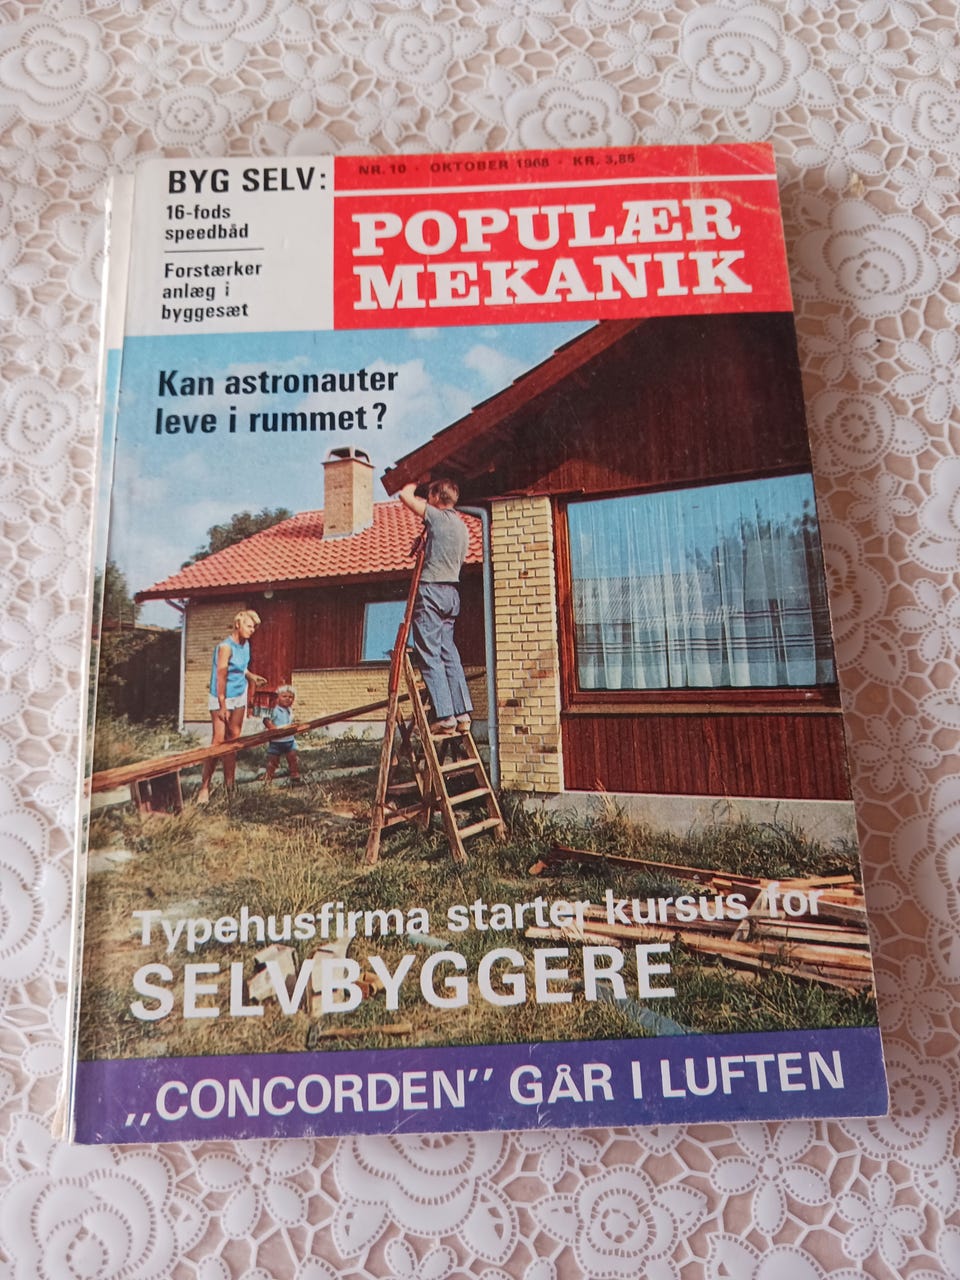 BYG SELV:
16-fods
speedbåd
Forstærker
anlæg i
byggesæt
NR. 10 · OKTOBER 1968 · KR. 3,85
POPULÆR
MEKANIK
Kan astronauter
leve i rummet?
Typehusfirma starter kursus for
SELVBYGGERE
„CONCORDEN” GÅR I LUFTEN